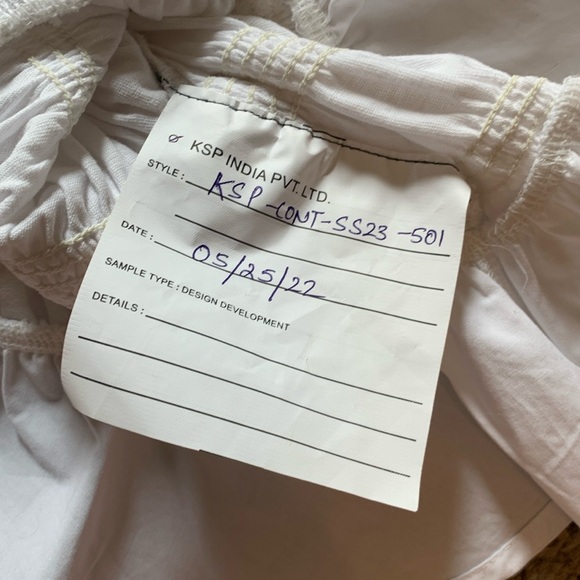 KSP INDIA PVT. LTD.
STYLE : KSP-CONT-SS23-501
DATE : 05/25/22
SAMPLE TYPE : DESIGN DEVELOPMENT
DETAILS :